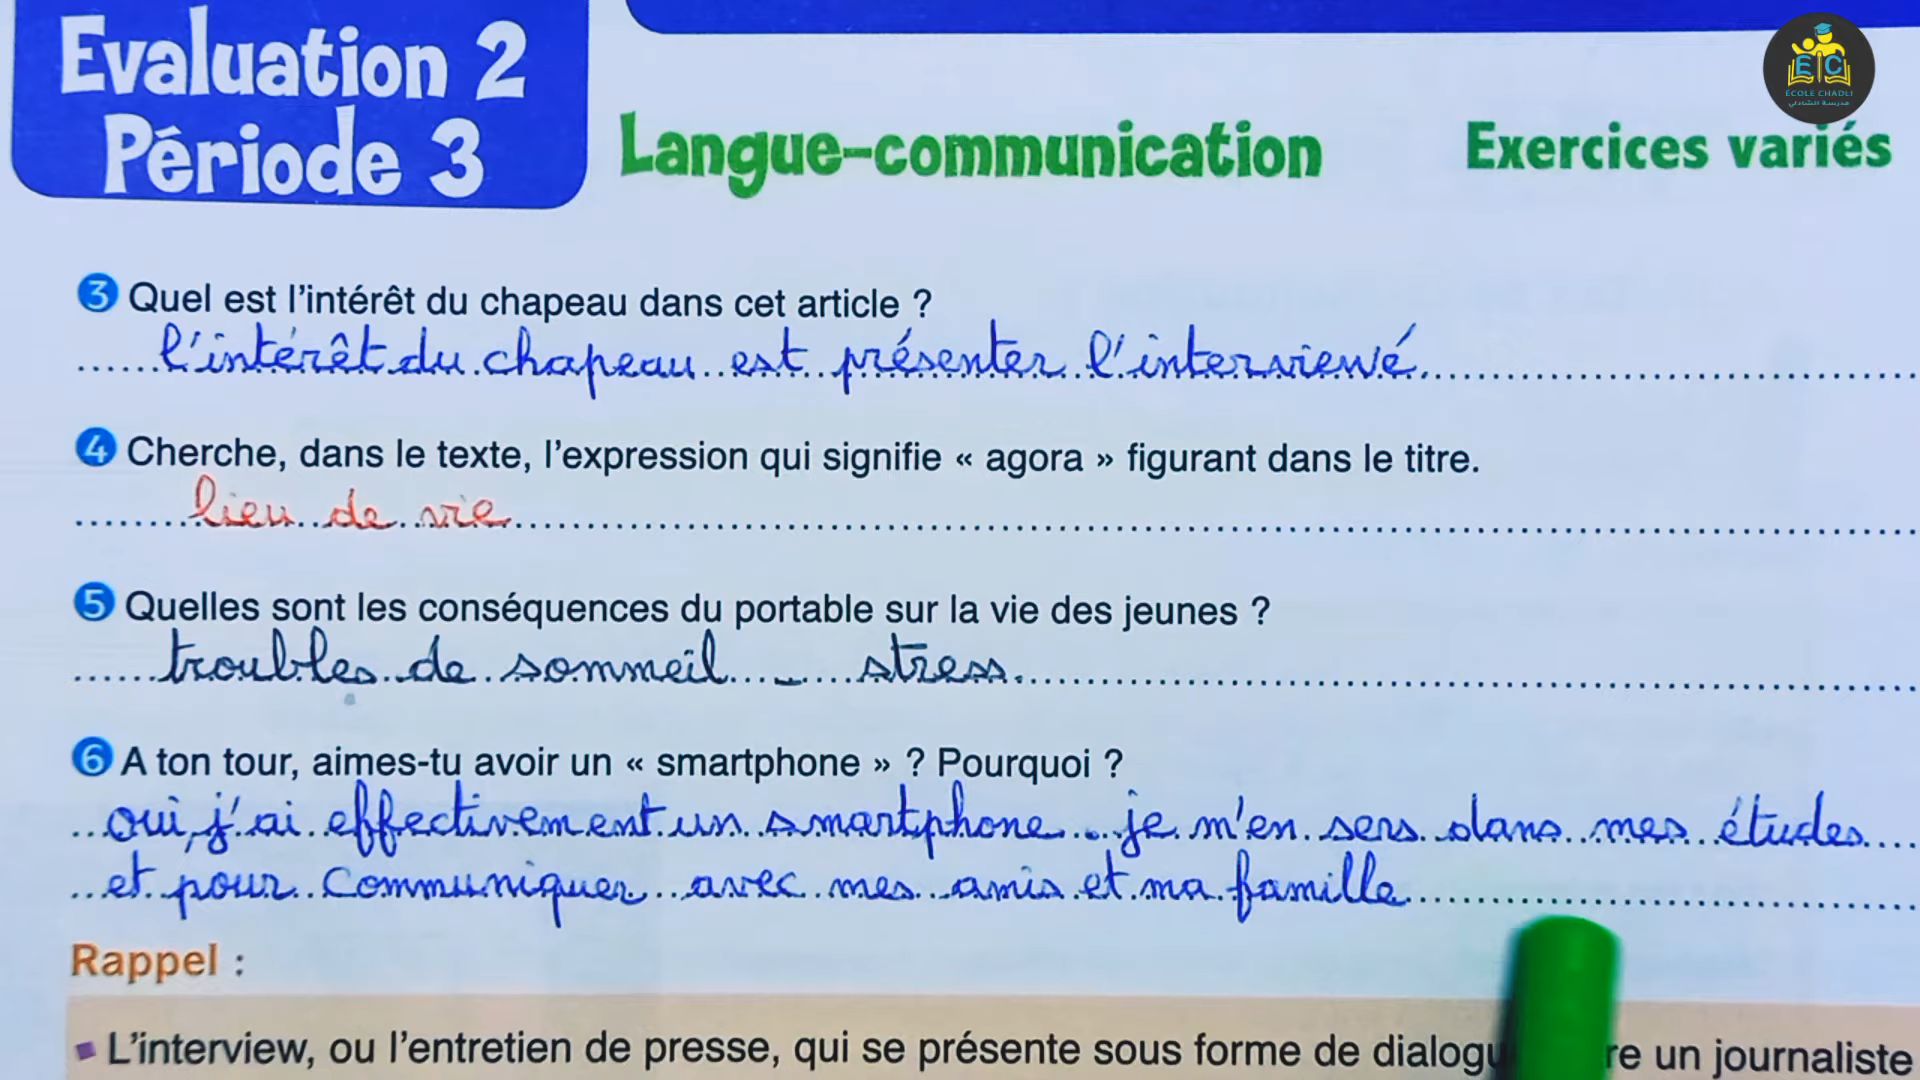 Evaluation 2
Période 3
Langue-communication
Exercices variés
EC
ÉCOLE CHADLI
مدرسة الشاذلي
3 Quel est l'intérêt du chapeau dans cet article ?
l'intérêt du chapeau est présenter l'interviewé.
4 Cherche, dans le texte, l'expression qui signifie « agora » figurant dans le titre.
lieu de vie
5 Quelles sont les conséquences du portable sur la vie des jeunes ?
troubles de sommeil - stress.
6 A ton tour, aimes-tu avoir un « smartphone » ? Pourquoi ?
oui, j'ai effectivement un smartphone. je m'en sers dans mes études
et pour communiquer avec mes amis et ma famille
Rappel :
L'interview, ou l'entretien de presse, qui se présente sous forme de dialogu re un journaliste